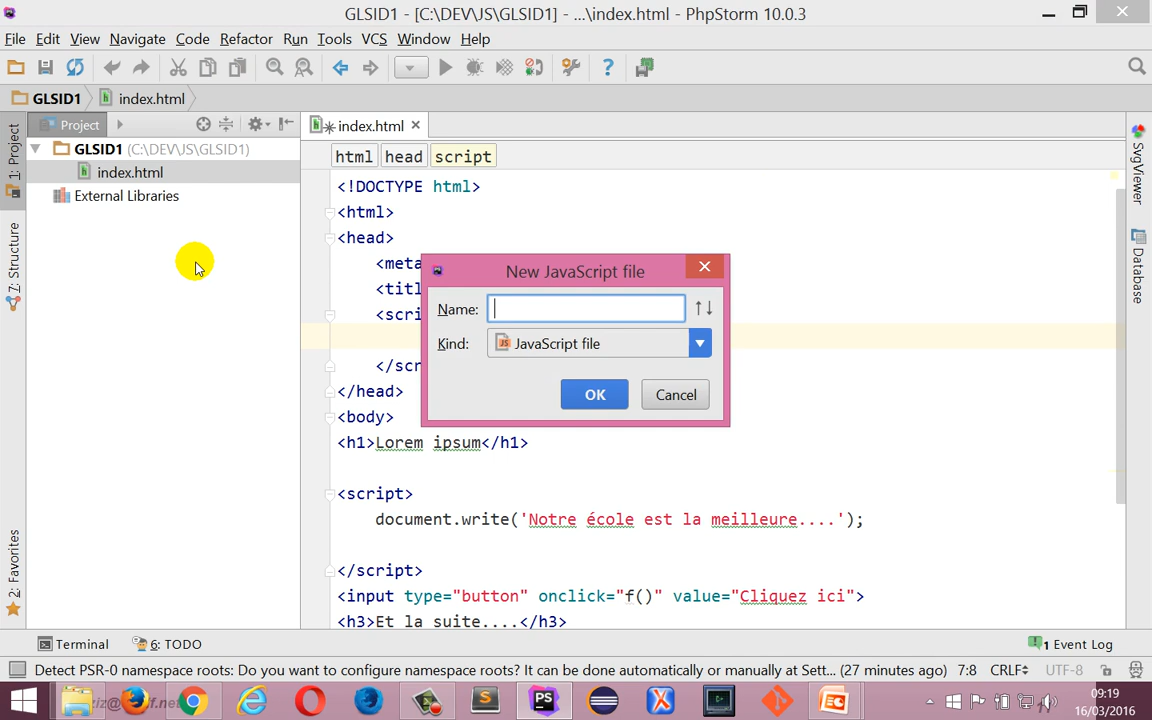 GLSID1 - [C:\DEV\JS\GLSID1] - ...\index.html - PhpStorm 10.0.3
File Edit View Navigate Code Refactor Run Tools VCS Window Help
GLSID1 index.html
Project
index.html
1: Project
7: Structure
2: Favorites
GLSID1 (C:\DEV\JS\GLSID1)
index.html
External Libraries
html head script
<!DOCTYPE html>
<html>
<head>
<meta
<titl
<scri
</scr
</head>
<body>
<h1>Lorem ipsum</h1>
<script>
document.write('Notre école est la meilleure....');
</script>
<input type="button" onclick="f()" value="Cliquez ici">
<h3>Et la suite....</h3>
New JavaScript file
Name:
Kind: JavaScript file
OK Cancel
SvgViewer
Database
Terminal 6: TODO 1 Event Log
Detect PSR-0 namespace roots: Do you want to configure namespace roots? It can be done automatically or manually at Sett... (27 minutes ago) 7:8 CRLF UTF-8
09:19
16/03/2016